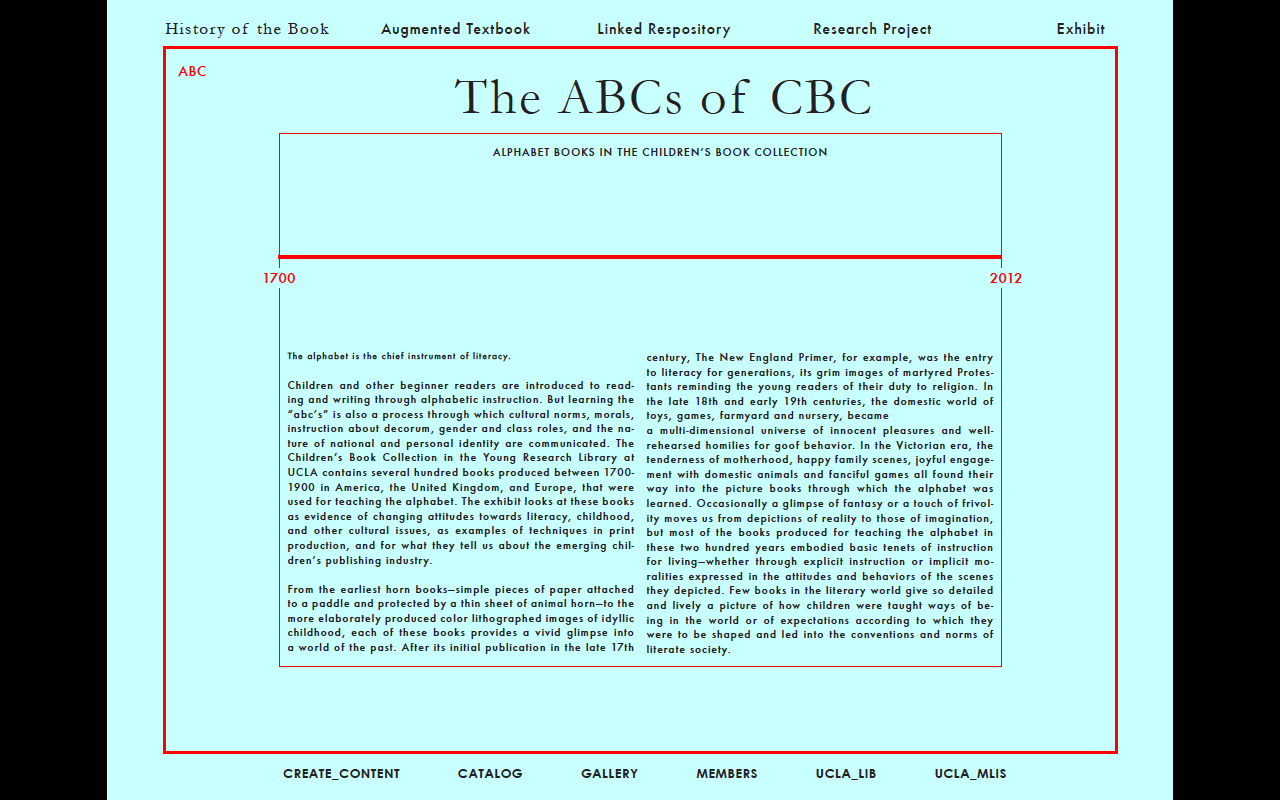 History of the Book
Augmented Textbook
Linked Respository
Research Project
Exhibit
ABC
The ABCs of CBC
ALPHABET BOOKS IN THE CHILDREN'S BOOK COLLECTION
1700
2012
The alphabet is the chief instrument of literacy.
Children and other beginner readers are introduced to read-
ing and writing through alphabetic instruction. But learning the
“abc’s” is also a process through which cultural norms, morals,
instruction about decorum, gender and class roles, and the na-
ture of national and personal identity are communicated. The
Children’s Book Collection in the Young Research Library at
UCLA contains several hundred books produced between 1700-
1900 in America, the United Kingdom, and Europe, that were
used for teaching the alphabet. The exhibit looks at these books
as evidence of changing attitudes towards literacy, childhood,
and other cultural issues, as examples of techniques in print
production, and for what they tell us about the emerging chil-
dren’s publishing industry.
From the earliest horn books—simple pieces of paper attached
to a paddle and protected by a thin sheet of animal horn—to the
more elaborately produced color lithographed images of idyllic
childhood, each of these books provides a vivid glimpse into
a world of the past. After its initial publication in the late 17th
century, The New England Primer, for example, was the entry
to literacy for generations, its grim images of martyred Protes-
tants reminding the young readers of their duty to religion. In
the late 18th and early 19th centuries, the domestic world of
toys, games, farmyard and nursery, became
a multi-dimensional universe of innocent pleasures and well-
rehearsed homilies for goof behavior. In the Victorian era, the
tenderness of motherhood, happy family scenes, joyful engage-
ment with domestic animals and fanciful games all found their
way into the picture books through which the alphabet was
learned. Occasionally a glimpse of fantasy or a touch of frivol-
ity moves us from depictions of reality to those of imagination,
but most of the books produced for teaching the alphabet in
these two hundred years embodied basic tenets of instruction
for living—whether through explicit instruction or implicit mo-
ralities expressed in the attitudes and behaviors of the scenes
they depicted. Few books in the literary world give so detailed
and lively a picture of how children were taught ways of be-
ing in the world or of expectations according to which they
were to be shaped and led into the conventions and norms of
literate society.
CREATE_CONTENT
CATALOG
GALLERY
MEMBERS
UCLA_LIB
UCLA_MLIS